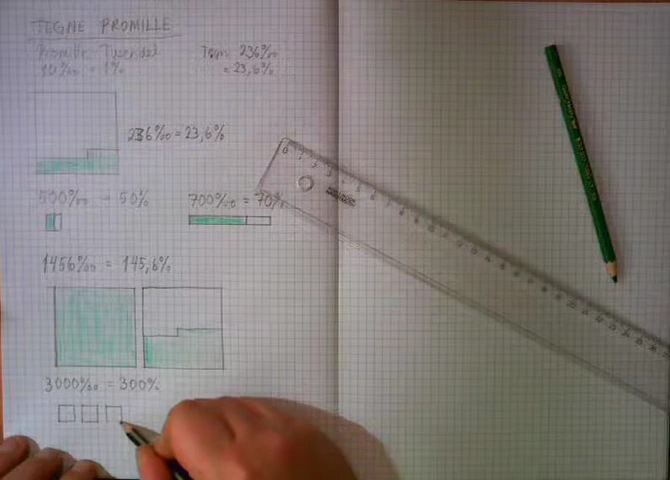 TEGNE PROMILLE
Promille Tusendel
10‰ = 1%
Tegn 236‰
= 23,6%
236‰ = 23,6%
500‰ = 50%
700‰ = 70%
1456‰ = 145,6%
3000‰ = 300%